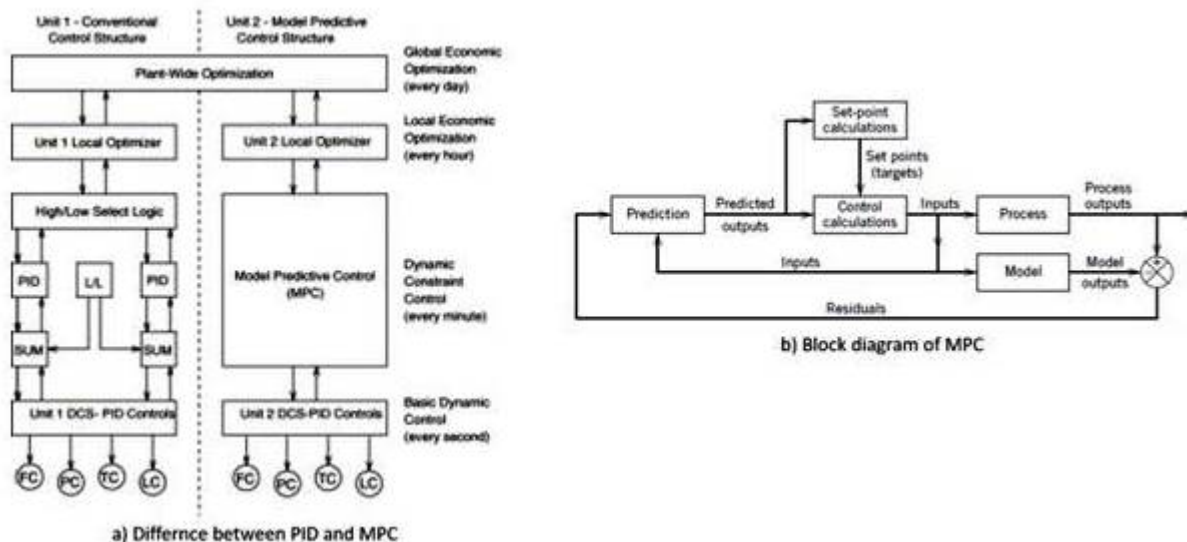 Unit 1 - Conventional
Control Structure
Unit 2 - Model Predictive
Control Structure
Plant-Wide Optimization
Global Economic
Optimization
(every day)
Unit 1 Local Optimizer
Unit 2 Local Optimizer
Local Economic
Optimization
(every hour)
High/Low Select Logic
PID
L/L
PID
SUM
SUM
Model Predictive Control
(MPC)
Dynamic
Constraint
Control
(every minute)
Unit 1 DCS- PID Controls
Unit 2 DCS-PID Controls
Basic Dynamic
Control
(every second)
FC
PC
TC
LC
FC
PC
TC
LC
a) Differnce between PID and MPC
Set-point
calculations
Set points
(targets)
Prediction
Predicted
outputs
Control
calculations
Inputs
Process
Process
outputs
Inputs
Model
Model
outputs
Residuals
b) Block diagram of MPC